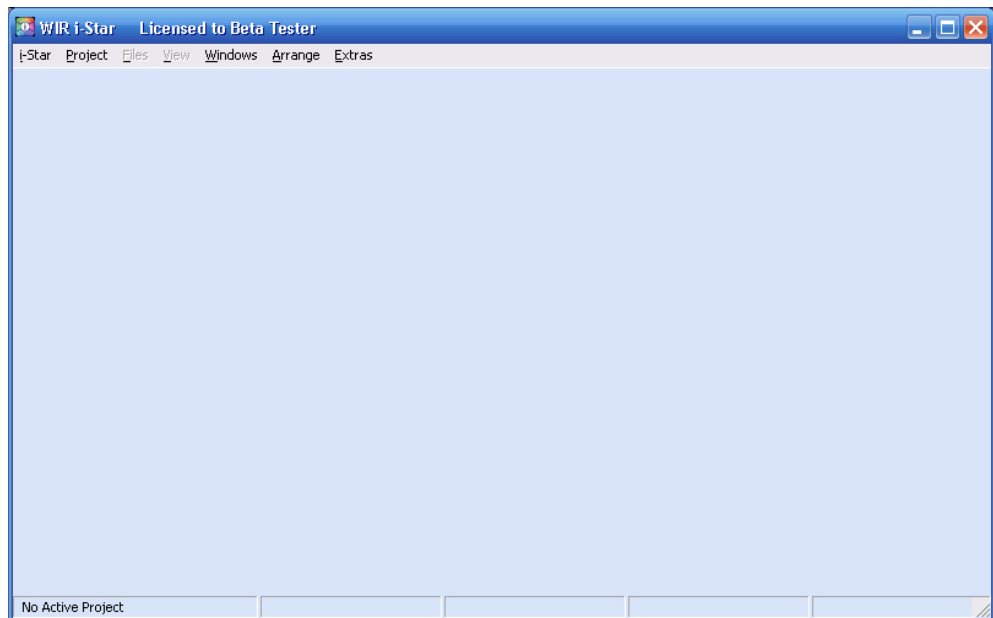 WIR i-Star Licensed to Beta Tester
i-Star Project Files View Windows Arrange Extras
No Active Project